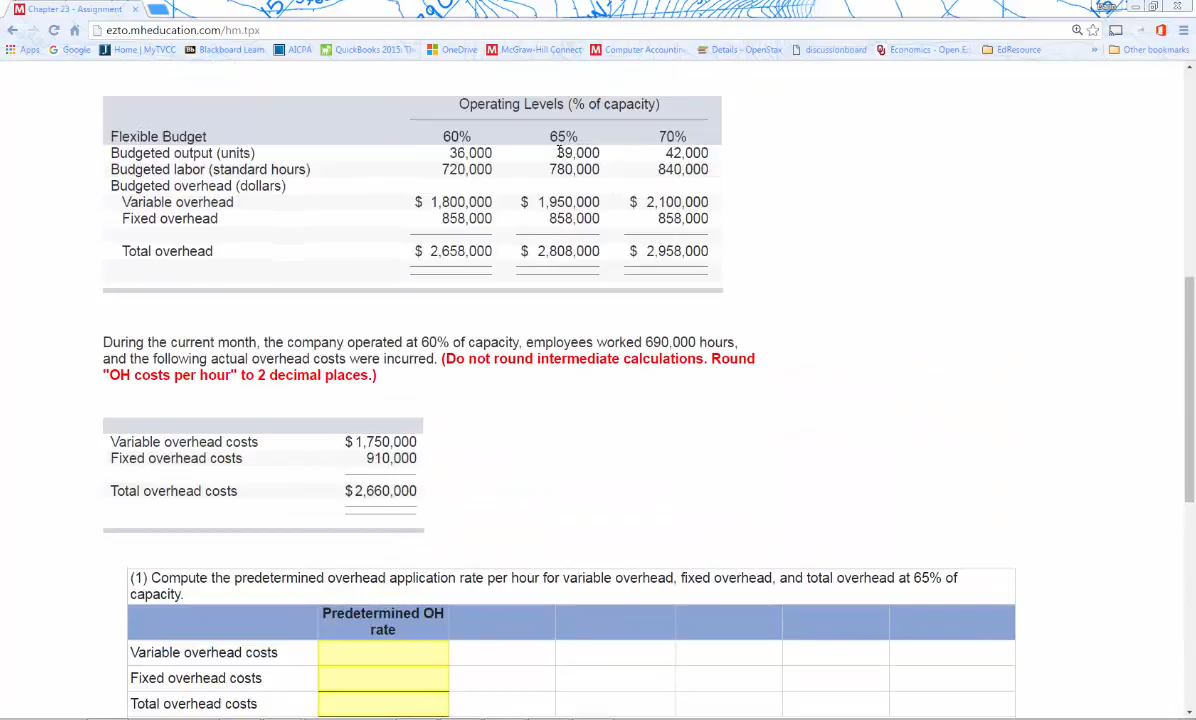 Chapter 23 - Assignment
ezto.mheducation.com/hm.tpx
Apps Google Home | MyTVCC Blackboard Learn AICPA QuickBooks 2015: Th OneDrive McGraw-Hill Connect Computer Accountin Details - OpenStax discussionboard Economics - Open.E EdResource » Other bookmarks
Operating Levels (% of capacity)
Flexible Budget 60% 65% 70%
Budgeted output (units) 36,000 39,000 42,000
Budgeted labor (standard hours) 720,000 780,000 840,000
Budgeted overhead (dollars)
Variable overhead $ 1,800,000 $ 1,950,000 $ 2,100,000
Fixed overhead 858,000 858,000 858,000
Total overhead $ 2,658,000 $ 2,808,000 $ 2,958,000
During the current month, the company operated at 60% of capacity, employees worked 690,000 hours,
and the following actual overhead costs were incurred. (Do not round intermediate calculations. Round
"OH costs per hour" to 2 decimal places.)
Variable overhead costs $1,750,000
Fixed overhead costs 910,000
Total overhead costs $2,660,000
(1) Compute the predetermined overhead application rate per hour for variable overhead, fixed overhead, and total overhead at 65% of
capacity.
Predetermined OH
rate
Variable overhead costs
Fixed overhead costs
Total overhead costs